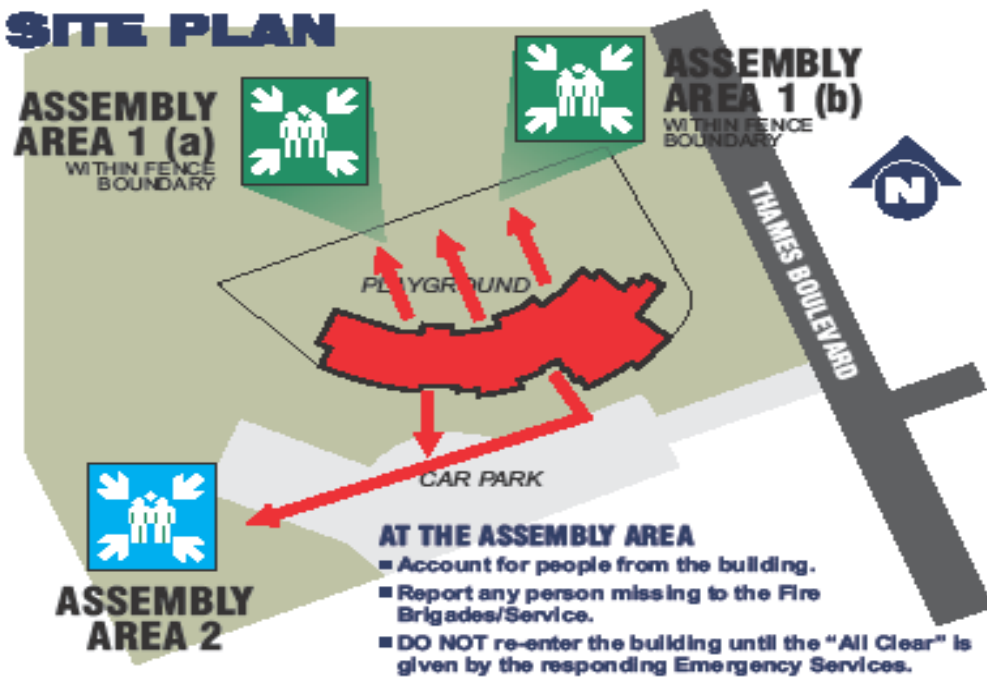 SITE PLAN
ASSEMBLY
AREA 1 (a)
WITHIN FENCE
BOUNDARY
ASSEMBLY
AREA 1 (b)
WITHIN FENCE
BOUNDARY
N
THAMES BOULEVARD
PLAYGROUND
CAR PARK
ASSEMBLY
AREA 2
AT THE ASSEMBLY AREA
▪ Account for people from the building.
▪ Report any person missing to the Fire
Brigades/Service.
▪ DO NOT re-enter the building until the “All Clear” is
given by the responding Emergency Services.